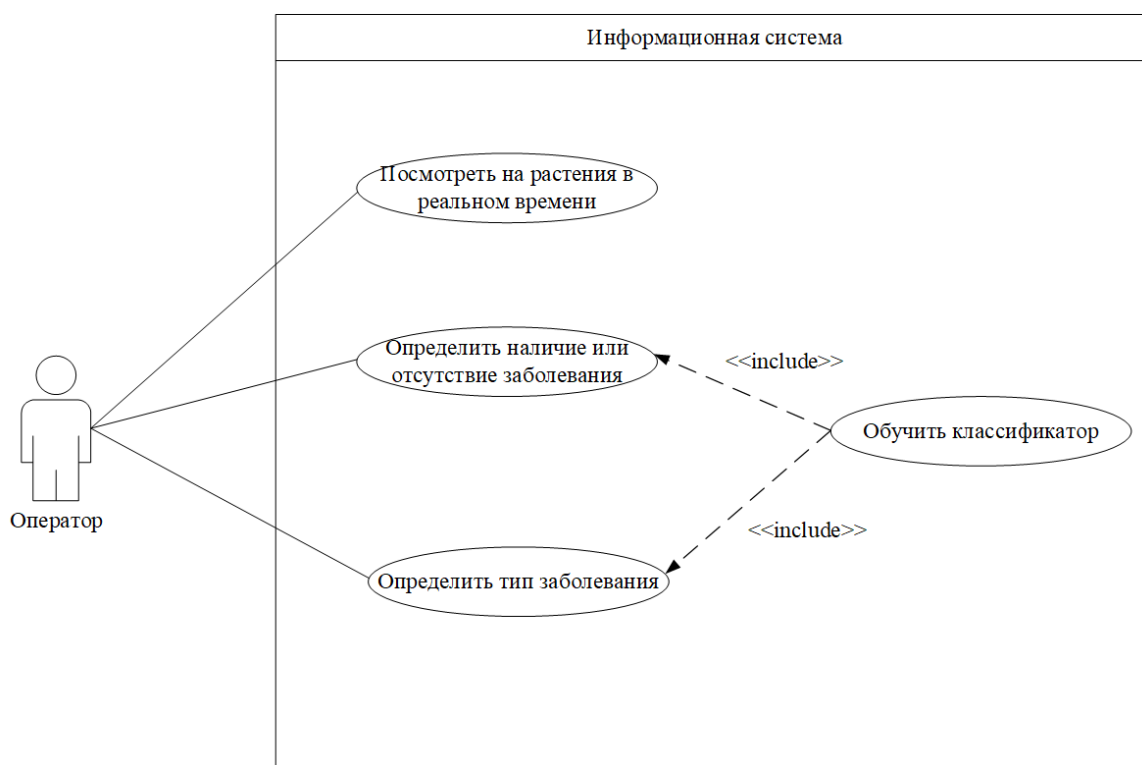 Информационная система
Посмотреть на растения в
реальном времени
Определить наличие или
отсутствие заболевания
<<include>>
Обучить классификатор
Оператор
<<include>>
Определить тип заболевания